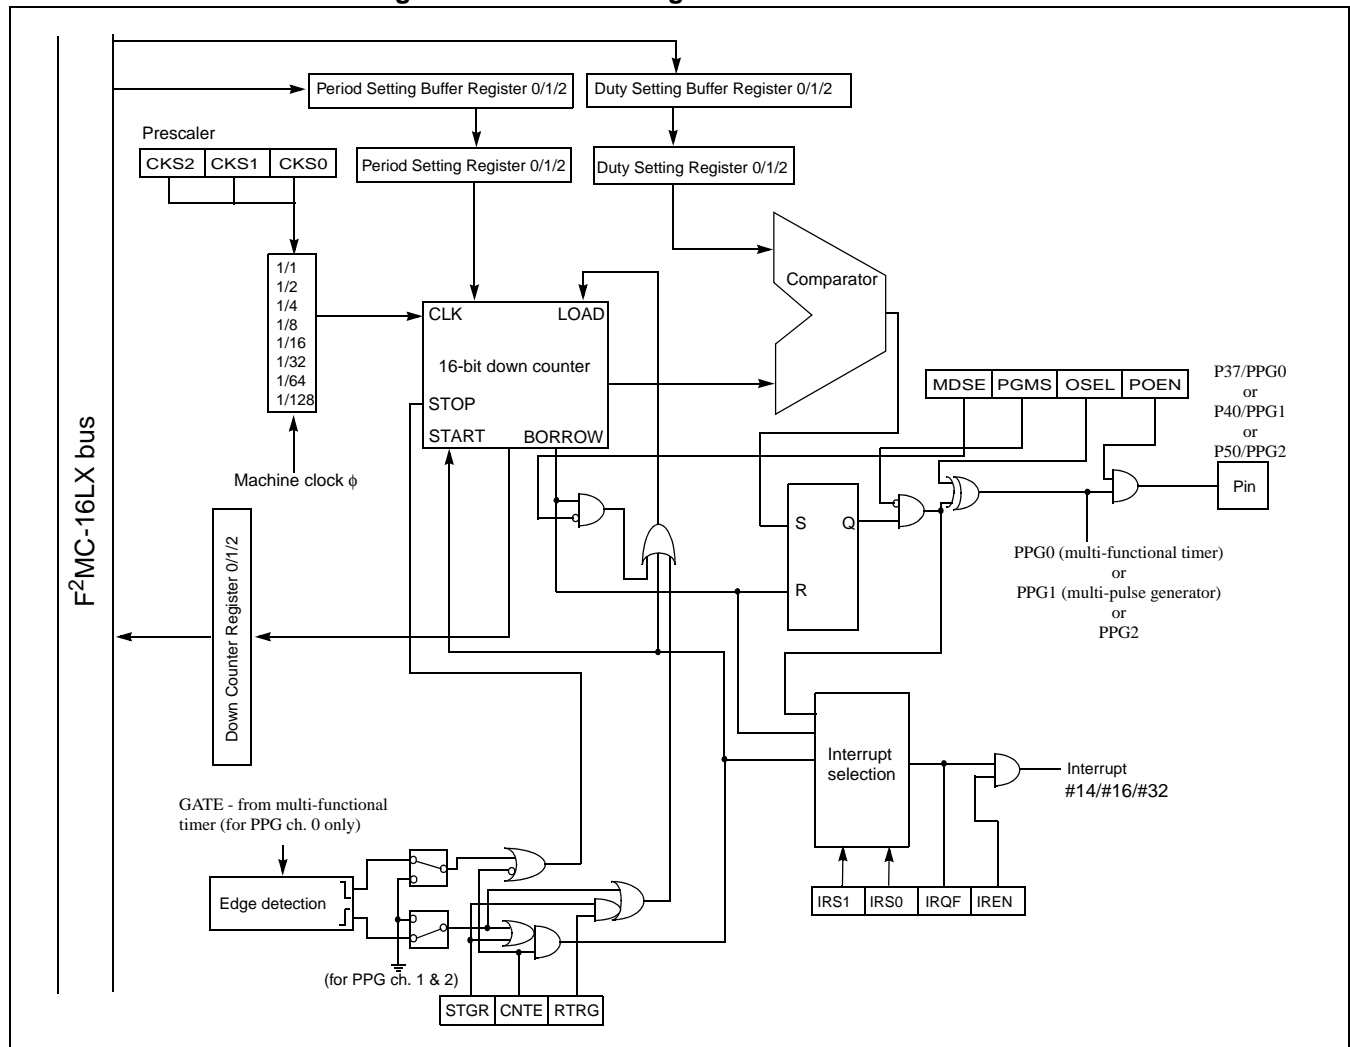 Period Setting Buffer Register 0/1/2
Duty Setting Buffer Register 0/1/2
Prescaler
CKS2 CKS1 CKS0
Period Setting Register 0/1/2
Duty Setting Register 0/1/2
1/1
1/2
1/4
1/8
1/16
1/32
1/64
1/128
Machine clock ϕ
CLK
LOAD
16-bit down counter
STOP
START
BORROW
Comparator
MDSE PGMS OSEL POEN
P37/PPG0
or
P40/PPG1
or
P50/PPG2
Pin
S
Q
R
PPG0 (multi-functional timer)
or
PPG1 (multi-pulse generator)
or
PPG2
F2MC-16LX bus
Down Counter Register 0/1/2
Interrupt
selection
Interrupt
#14/#16/#32
IRS1 IRS0 IRQF IREN
GATE - from multi-functional
timer (for PPG ch. 0 only)
Edge detection
(for PPG ch. 1 & 2)
STGR CNTE RTRG